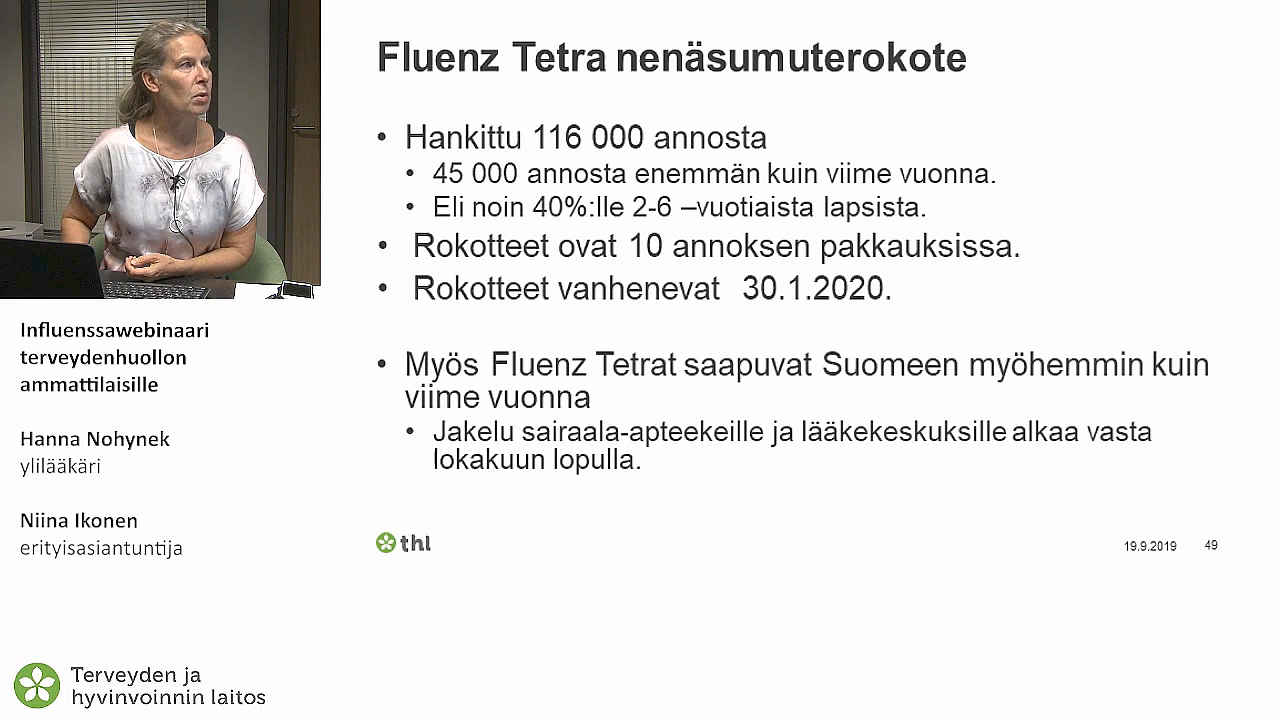 Fluenz Tetra nenäsumuterokote
• Hankittu 116 000 annosta
• 45 000 annosta enemmän kuin viime vuonna.
• Eli noin 40%:lle 2-6 –vuotiaista lapsista.
• Rokotteet ovat 10 annoksen pakkauksissa.
• Rokotteet vanhenevat 30.1.2020.
• Myös Fluenz Tetrat saapuvat Suomeen myöhemmin kuin
viime vuonna
• Jakelu sairaala-apteekeille ja lääkekeskuksille alkaa vasta
lokakuun lopulla.
thl
19.9.2019 49
Influenssawebinaari
terveydenhuollon
ammattilaisille
Hanna Nohynek
ylilääkäri
Niina Ikonen
erityisasiantuntija
Terveyden ja
hyvinvoinnin laitos